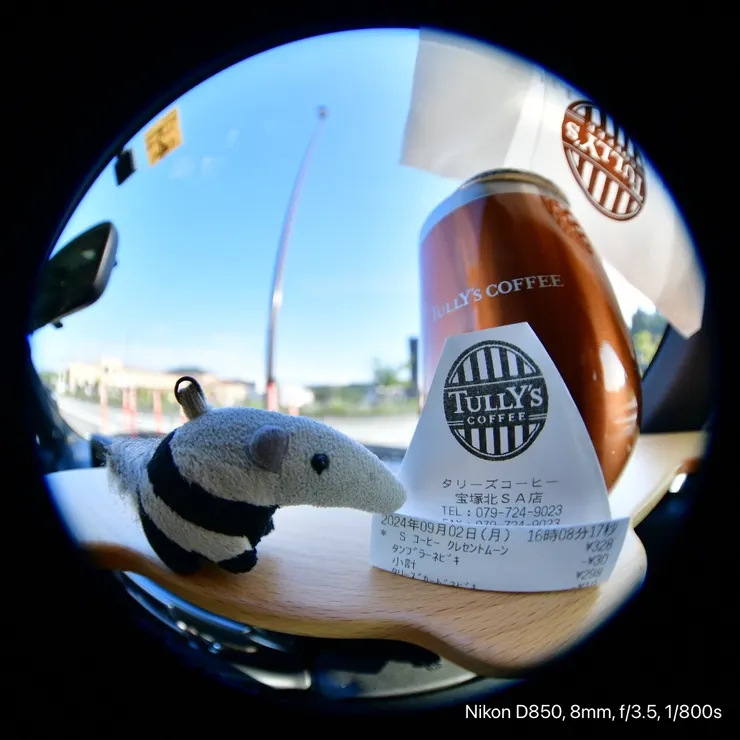 TULLY'S
TULLY'S COFFEE
TULLY'S
COFFEE
タリーズコーヒー
宝塚北SA店
TEL:079-724-9023
FAX:079-724-9023
2024年09月02日(月) 16時08分17秒
* S コーヒー クレセントムーン ¥328
タンブラーネビキ -¥30
小計 ¥298
Nikon D850, 8mm, f/3.5, 1/800s